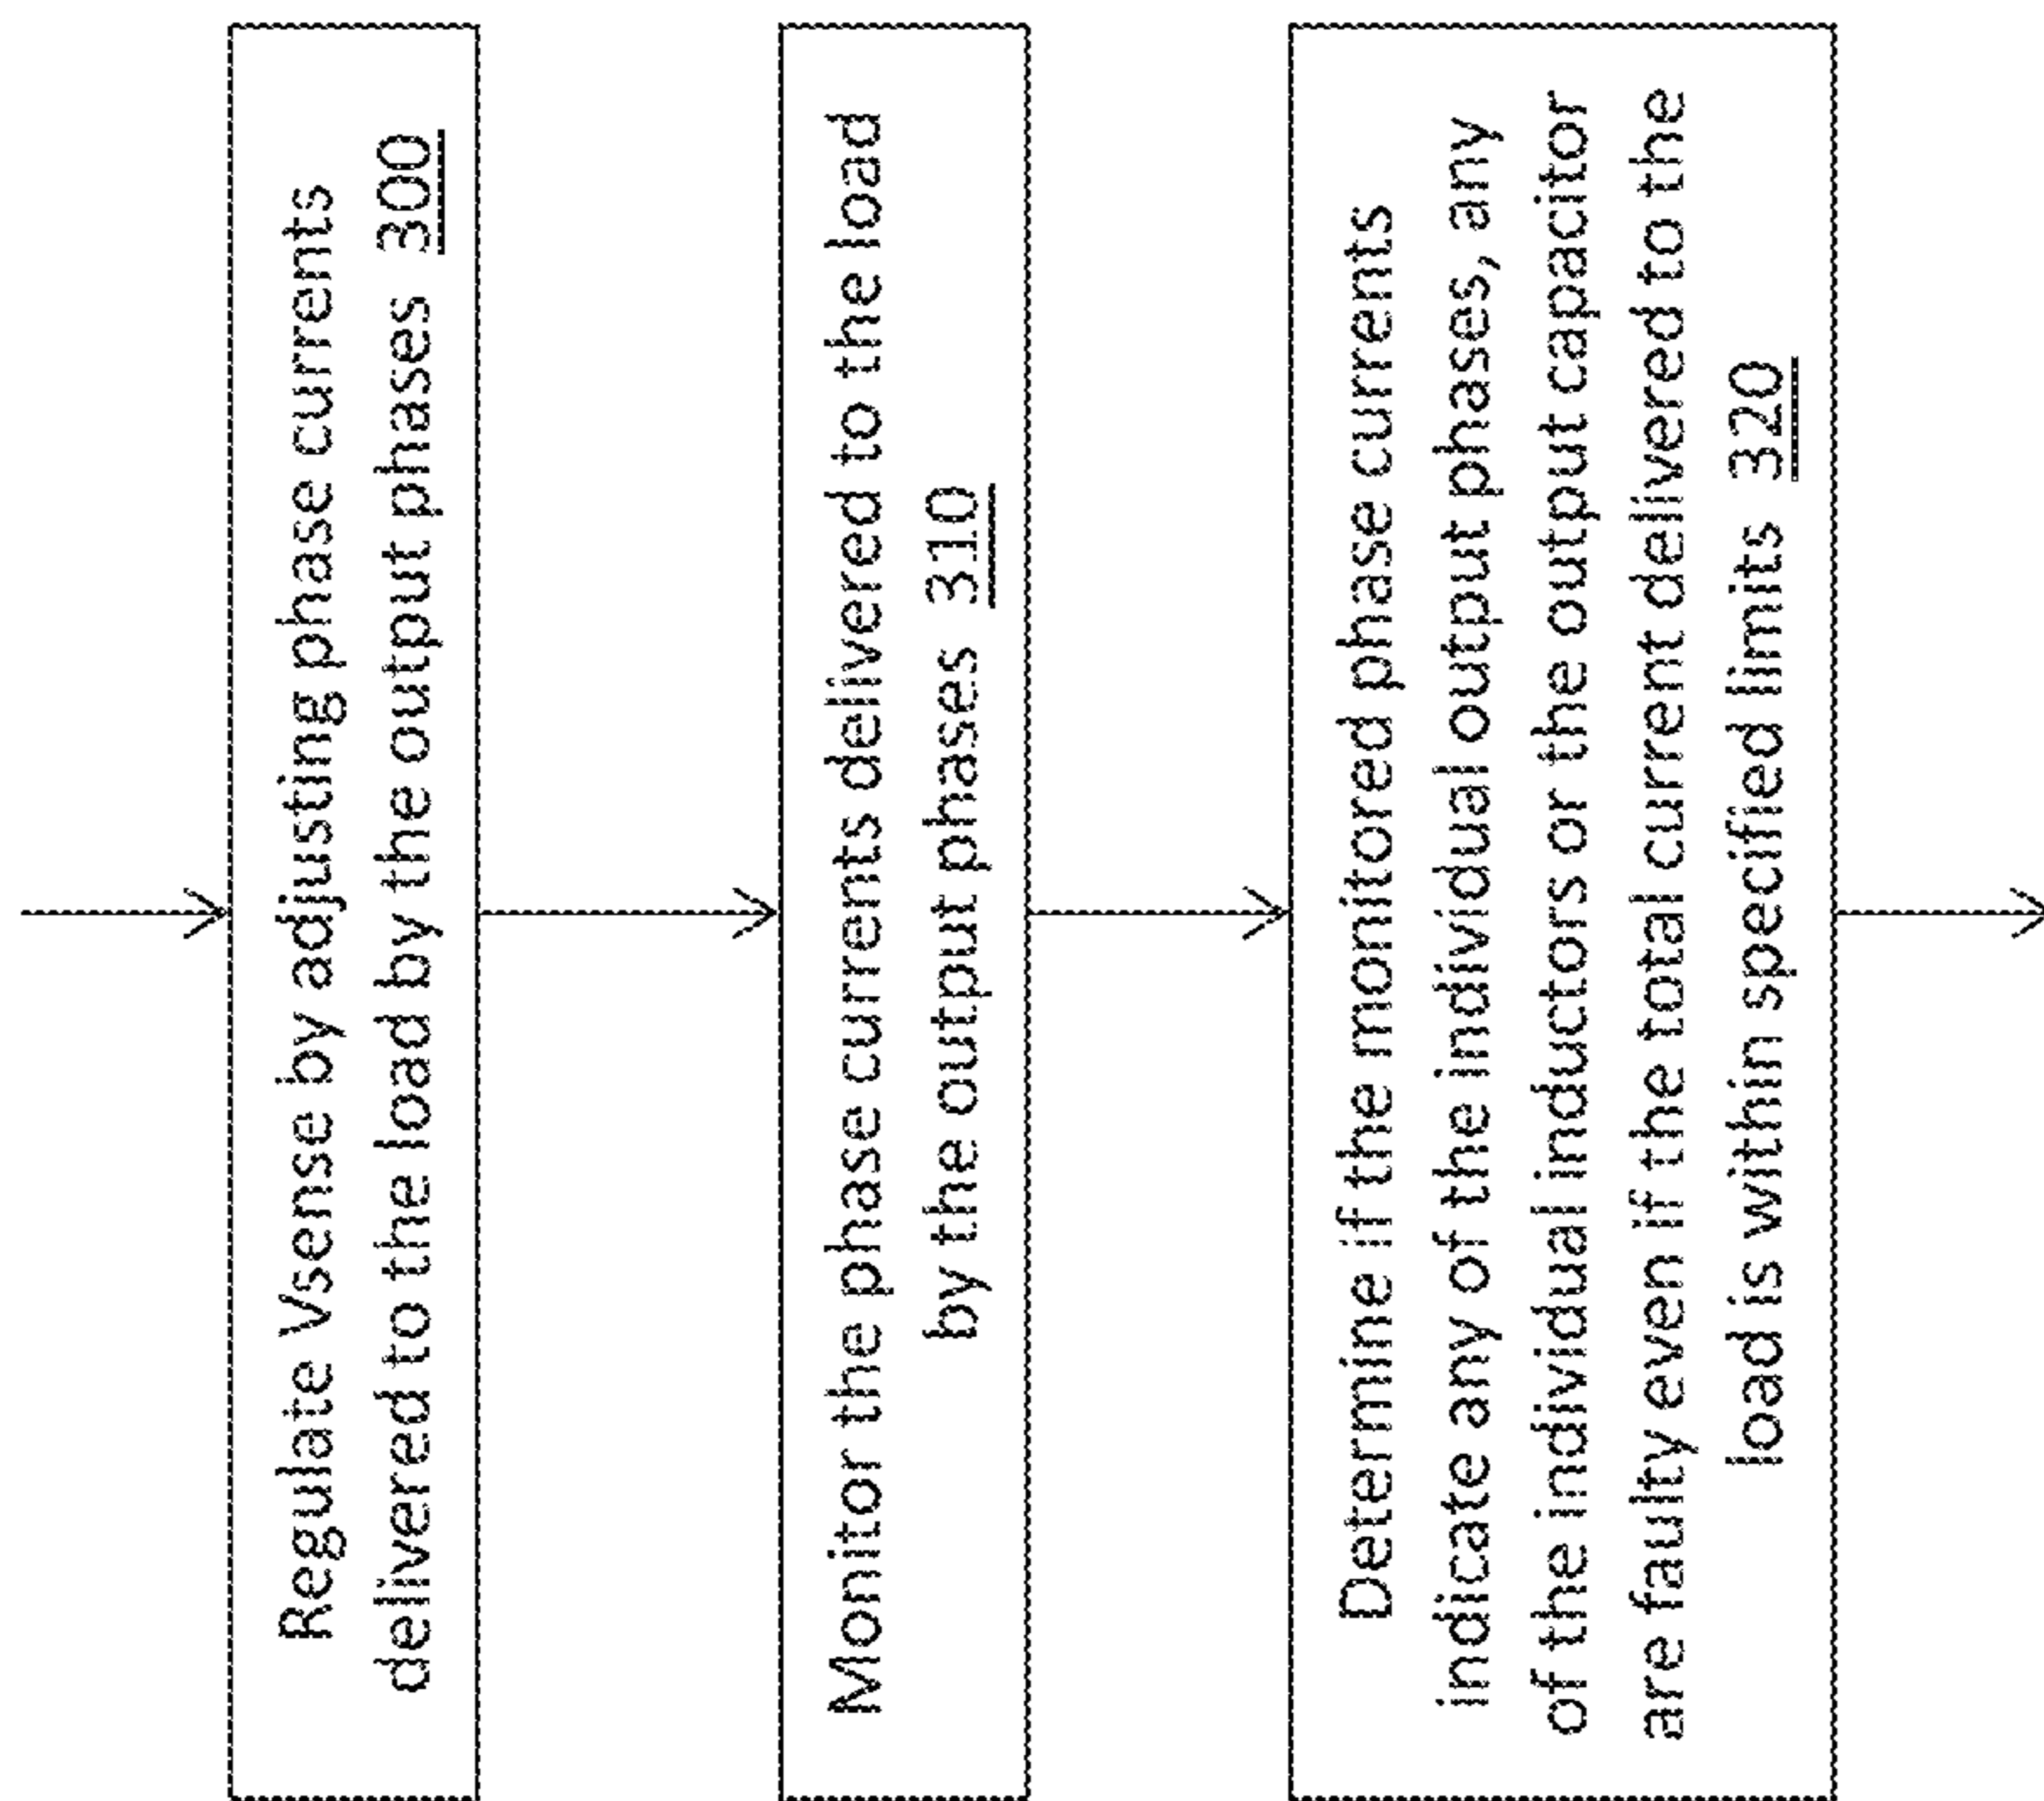 Regulate Vsense by adjusting phase currents
delivered to the load by the output phases 300
Monitor the phase currents delivered to the load
by the output phases 310
Determine if the monitored phase currents
indicate any of the individual output phases, any
of the individual inductors or the output capacitor
are faulty even if the total current delivered to the
load is within specified limits 320